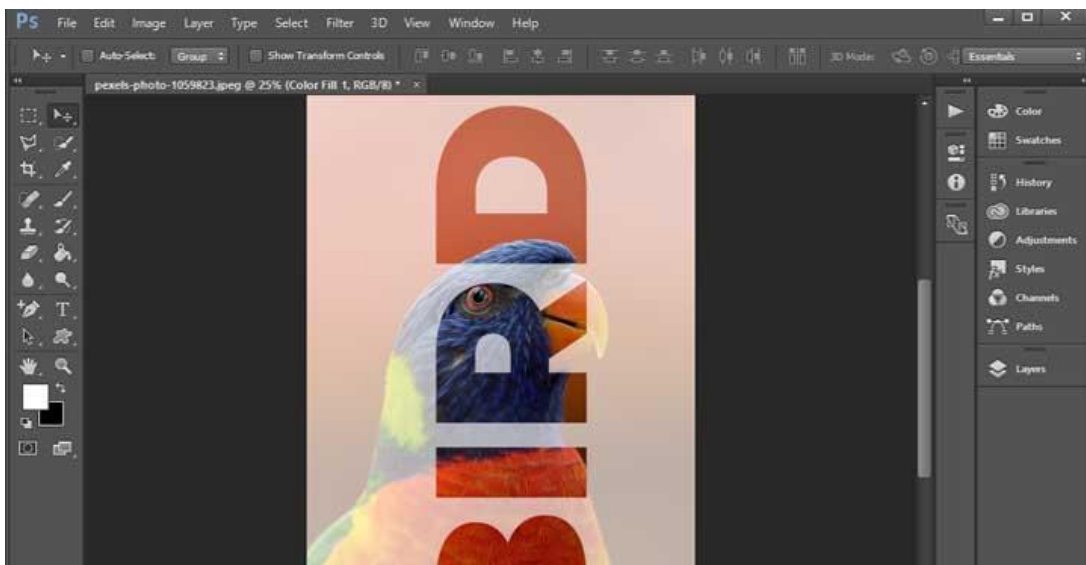 Ps File Edit Image Layer Type Select Filter 3D View Window Help
Auto-Select: Group Show Transform Controls 3D Mode: Essentials
pexels-photo-1059823.jpeg @ 25% (Color Fill 1, RGB/8) * ×
Color
Swatches
History
Libraries
Adjustments
Styles
Channels
Paths
Layers
BIRD